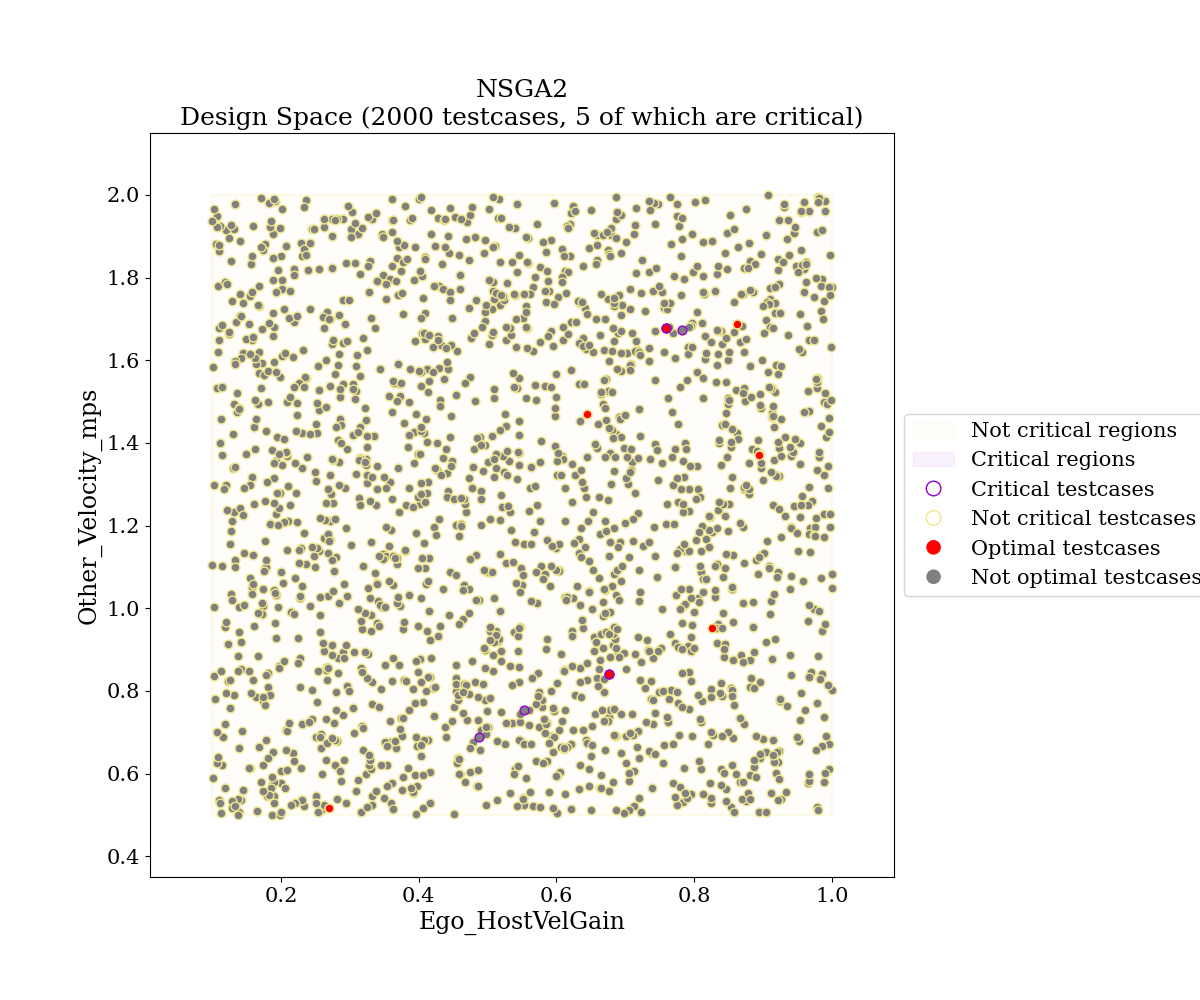 NSGA2
Design Space (2000 testcases, 5 of which are critical)
2.0
1.8
1.6
1.4
1.2
1.0
0.8
0.6
0.4
Other_Velocity_mps
0.2
0.4
0.6
0.8
1.0
Ego_HostVelGain
Not critical regions
Critical regions
Critical testcases
Not critical testcases
Optimal testcases
Not optimal testcases